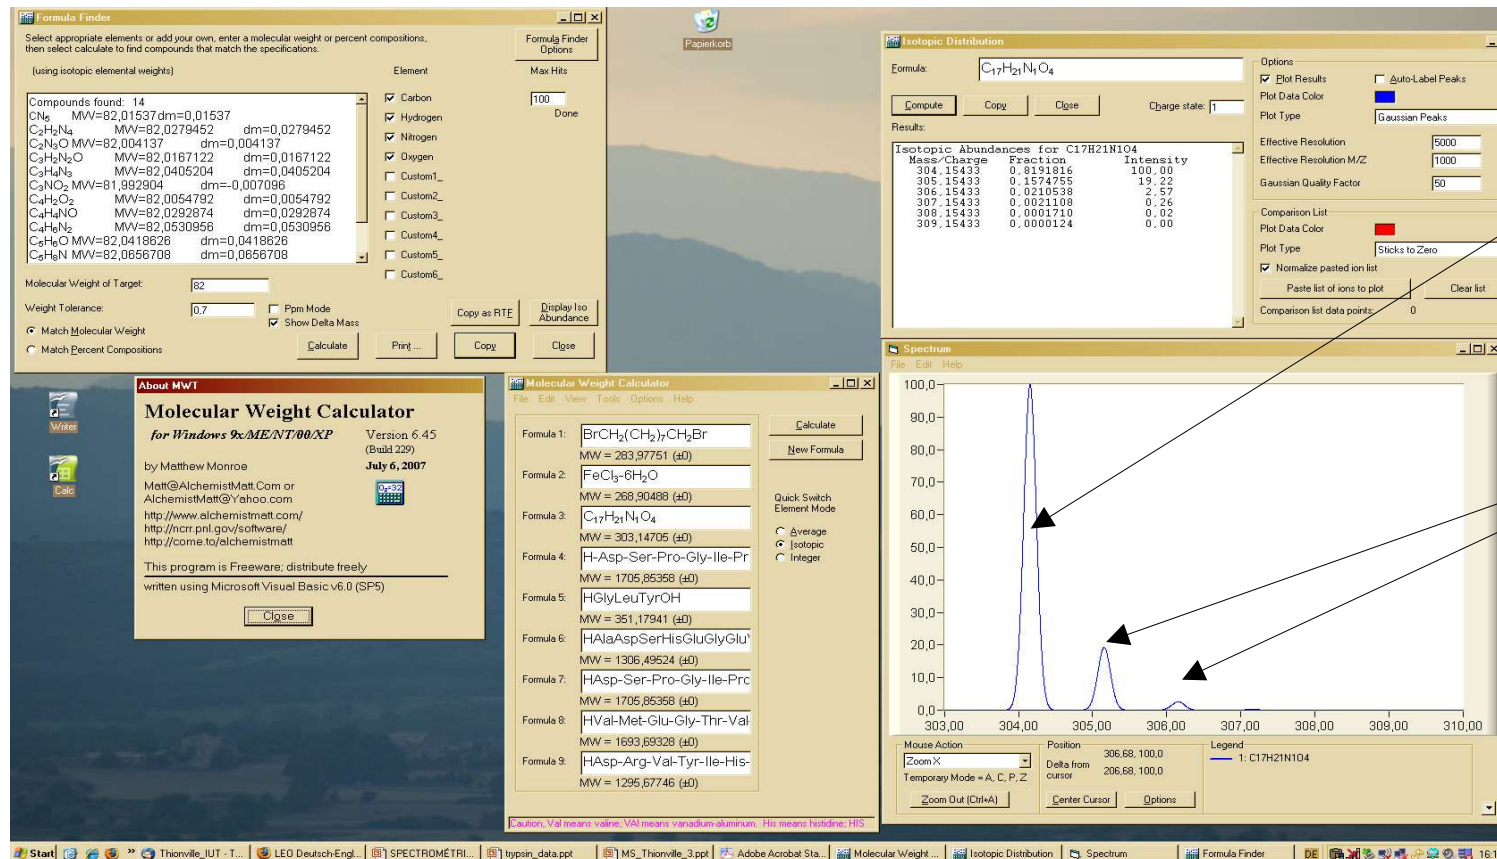 Formula Finder
Select appropriate elements or add your own, enter a molecular weight or percent compositions,
then select calculate to find compounds that match the specifications.
Formula Finder
Options
(using isotopic elemental weights)
Element
Max Hits
100
Done
Compounds found: 14
CN₅ MW=82,01537 dm=0,01537
C₂H₂N₄ MW=82,0279452 dm=0,0279452
C₂N₃O MW=82,004137 dm=0,004137
C₃H₂N₂O MW=82,0167122 dm=0,0167122
C₃H₄N₃ MW=82,0405204 dm=0,0405204
C₃NO₂ MW=81,992904 dm=-0,007096
C₄H₂O₂ MW=82,0054792 dm=0,0054792
C₄H₄NO MW=82,0292874 dm=0,0292874
C₄H₆N₂ MW=82,0530956 dm=0,0530956
C₅H₆O MW=82,0418626 dm=0,0418626
C₅H₈N MW=82,0656708 dm=0,0656708
Carbon
Hydrogen
Nitrogen
Oxygen
Custom1_
Custom2_
Custom3_
Custom4_
Custom5_
Custom6_
Molecular Weight of Target: 82
Weight Tolerance: 0,7
Ppm Mode
Show Delta Mass
Copy as RTF
Display Iso
Abundance
Match Molecular Weight
Match Percent Compositions
Calculate
Print ...
Copy
Close
Papierkorb
Writer
Calc
About MWT
Molecular Weight Calculator
for Windows 9x/ME/NT/00/XP Version 6.45
(Build 229)
by Matthew Monroe July 6, 2007
Matt@AlchemistMatt.Com or
AlchemistMatt@Yahoo.com
O₂=32
http://www.alchemistmatt.com/
http://ncrr.pnl.gov/software/
http://come.to/alchemistmatt
This program is Freeware; distribute freely
written using Microsoft Visual Basic v6.0 (SP5)
Close
Molecular Weight Calculator
File Edit View Tools Options Help
Formula 1: BrCH₂(CH₂)₇CH₂Br
MW = 283,97751 (±0)
Formula 2: FeCl₃-6H₂O
MW = 268,90488 (±0)
Formula 3: C₁₇H₂₁N₁O₄
MW = 303,14705 (±0)
Formula 4: H-Asp-Ser-Pro-Gly-Ile-Pr
MW = 1705,85358 (±0)
Formula 5: HGlyLeuTyrOH
MW = 351,17941 (±0)
Formula 6: HAlaAspSerHisGluGlyGlu
MW = 1306,49524 (±0)
Formula 7: HAsp-Ser-Pro-Gly-Ile-Pro
MW = 1705,85358 (±0)
Formula 8: HVal-Met-Glu-Gly-Thr-Val-
MW = 1693,69328 (±0)
Formula 9: HAsp-Arg-Val-Tyr-Ile-His-
MW = 1295,67746 (±0)
Calculate
New Formula
Quick Switch
Element Mode
Average
Isotopic
Integer
Caution; Val means valine; VAl means vanadium-aluminum. His means histidine; HIS
Isotopic Distribution
Formula: C₁₇H₂₁N₁O₄
Compute
Copy
Close
Charge state: 1
Results:
Isotopic Abundances for C17H21N1O4
Mass/Charge Fraction Intensity
304,15433 0,8191816 100,00
305,15433 0,1574755 19,22
306,15433 0,0210538 2,57
307,15433 0,0021108 0,26
308,15433 0,0001710 0,02
309,15433 0,0000124 0,00
Options
Plot Results
Auto-Label Peaks
Plot Data Color
Plot Type Gaussian Peaks
Effective Resolution 5000
Effective Resolution M/Z 1000
Gaussian Quality Factor 50
Comparison List
Plot Data Color
Plot Type Sticks to Zero
Normalize pasted ion list
Paste list of ions to plot
Clear list
Comparison list data points: 0
Spectrum
File Edit Help
100,0
90,0
80,0
70,0
60,0
50,0
40,0
30,0
20,0
10,0
0,0
303,00 304,00 305,00 306,00 307,00 308,00 309,00 310,00
Mouse Action
Zoom X
Temporary Mode = A, C, P, Z
Zoom Out (Ctrl+A)
Position 306,68, 100,0
Delta from
cursor 206,68, 100,0
Center Cursor
Options
Legend
1: C17H21N1O4
Start » Thionville_IUT - T... LEO Deutsch-Engl... SPECTROMÉTRI... trypsin_data.ppt MS_Thionville_3.ppt Adobe Acrobat Sta... Molecular Weight ... Isotopic Distribution Spectrum Formula Finder DE 16:1